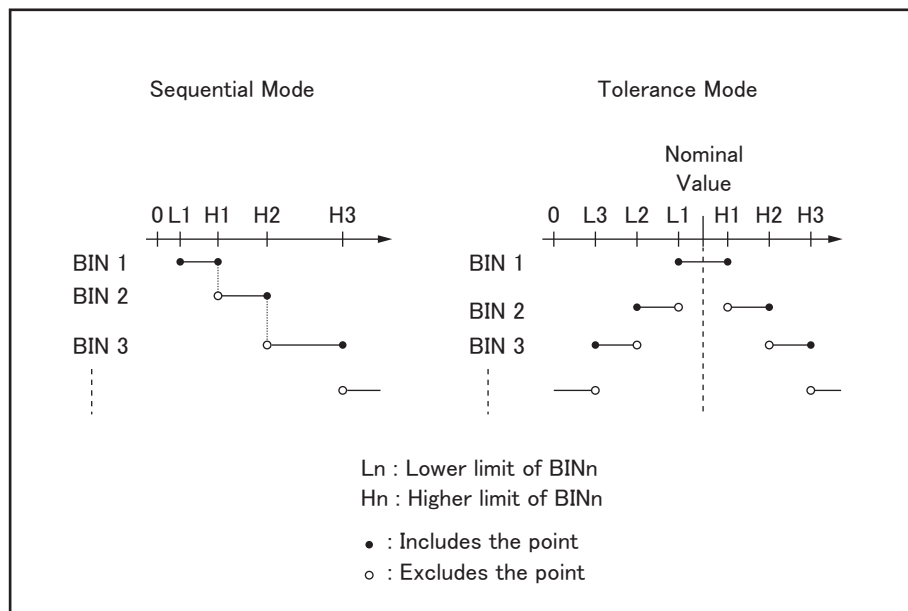 Sequential Mode
Tolerance Mode
Nominal
Value
0 L1 H1 H2 H3
0 L3 L2 L1 H1 H2 H3
BIN 1
BIN 1
BIN 2
BIN 2
BIN 3
BIN 3
Ln : Lower limit of BINn
Hn : Higher limit of BINn
: Includes the point
: Excludes the point